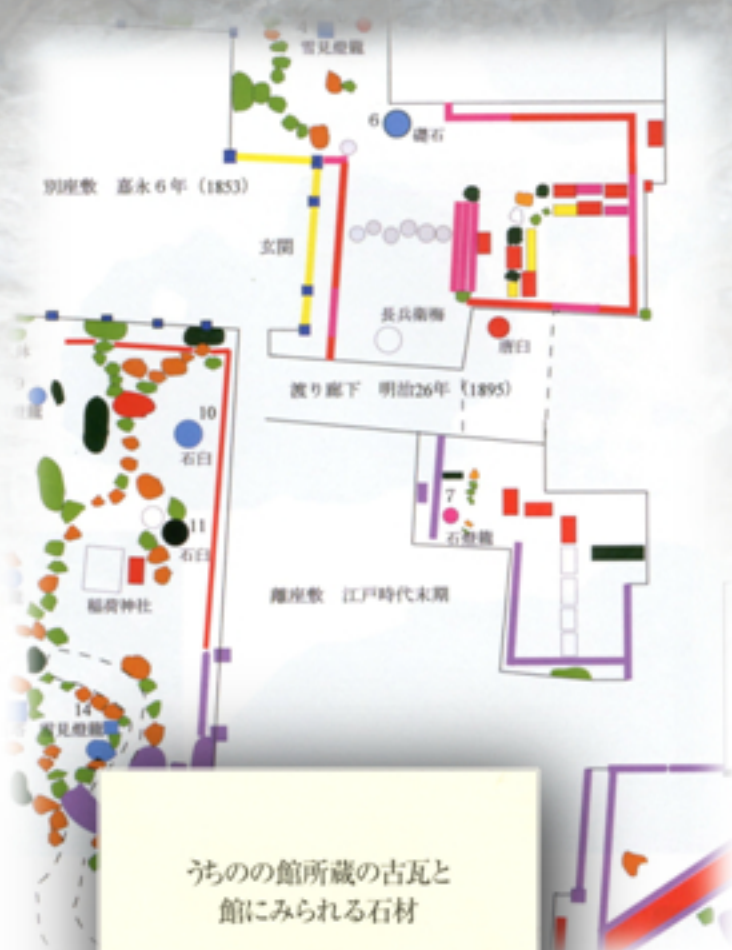 雪見燈籠
6
礎石
別座敷 嘉永6年(1853)
玄関
長兵衛梅
唐臼
渡り廊下 明治26年(1895)
10
石臼
7
石燈籠
11
石臼
離座敷 江戸時代末期
稲荷神社
14
雪見燈籠
うちのの館所蔵の古瓦と
館にみられる石材